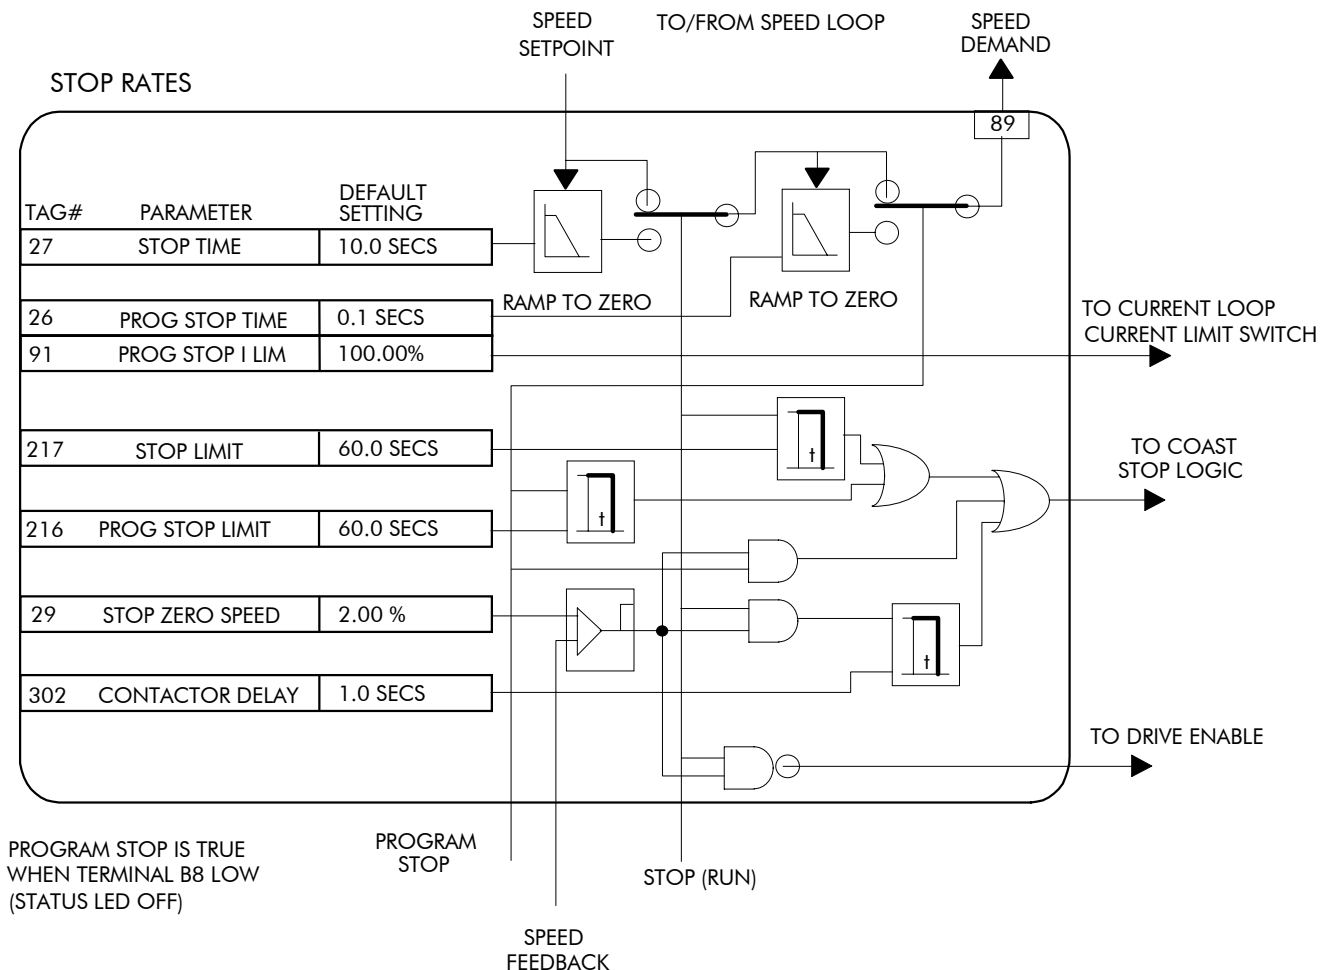 SPEED
SETPOINT
TO/FROM SPEED LOOP
SPEED
DEMAND
STOP RATES
89
TAG# PARAMETER DEFAULT
SETTING
27 STOP TIME 10.0 SECS
RAMP TO ZERO
RAMP TO ZERO
26 PROG STOP TIME 0.1 SECS
91 PROG STOP I LIM 100.00%
TO CURRENT LOOP
CURRENT LIMIT SWITCH
217 STOP LIMIT 60.0 SECS
t
TO COAST
STOP LOGIC
216 PROG STOP LIMIT 60.0 SECS
t
29 STOP ZERO SPEED 2.00 %
t
302 CONTACTOR DELAY 1.0 SECS
TO DRIVE ENABLE
PROGRAM STOP IS TRUE
WHEN TERMINAL B8 LOW
(STATUS LED OFF)
PROGRAM
STOP
STOP (RUN)
SPEED
FEEDBACK